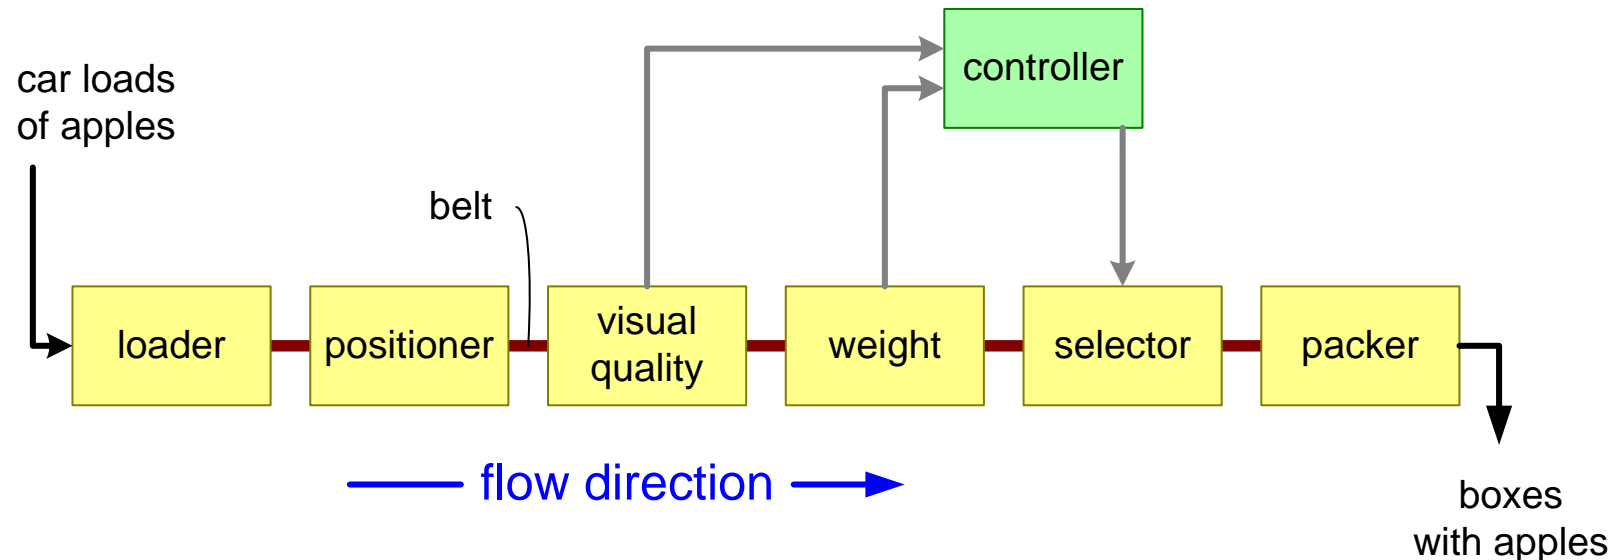 controller
car loads
of apples
belt
loader
positioner
visual
quality
weight
selector
packer
flow direction
boxes
with apples